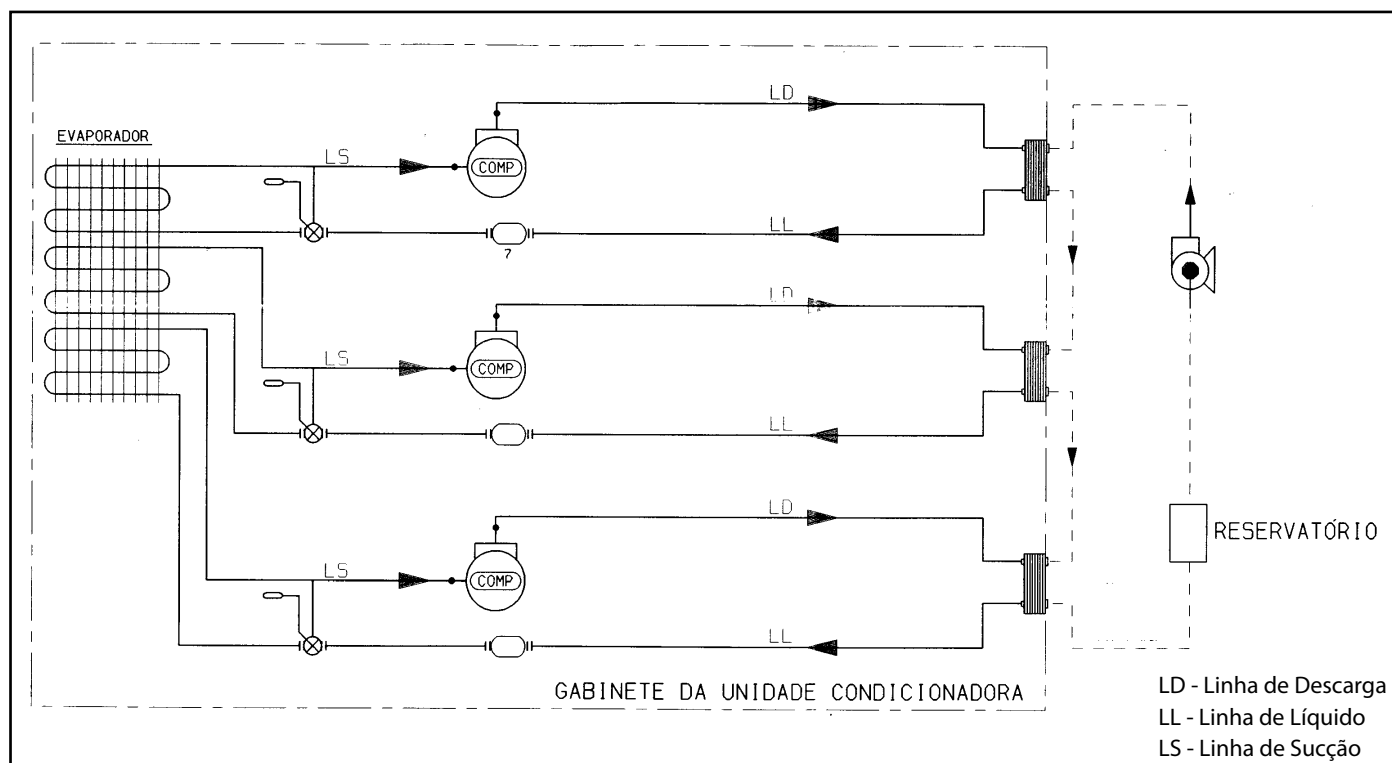 LD
EVAPORADOR
LS
COMP
LL
7
LD
LS
COMP
LL
LD
RESERVATÓRIO
LS
COMP
LL
GABINETE DA UNIDADE CONDICIONADORA
LD - Linha de Descarga
LL - Linha de Líquido
LS - Linha de Sucção